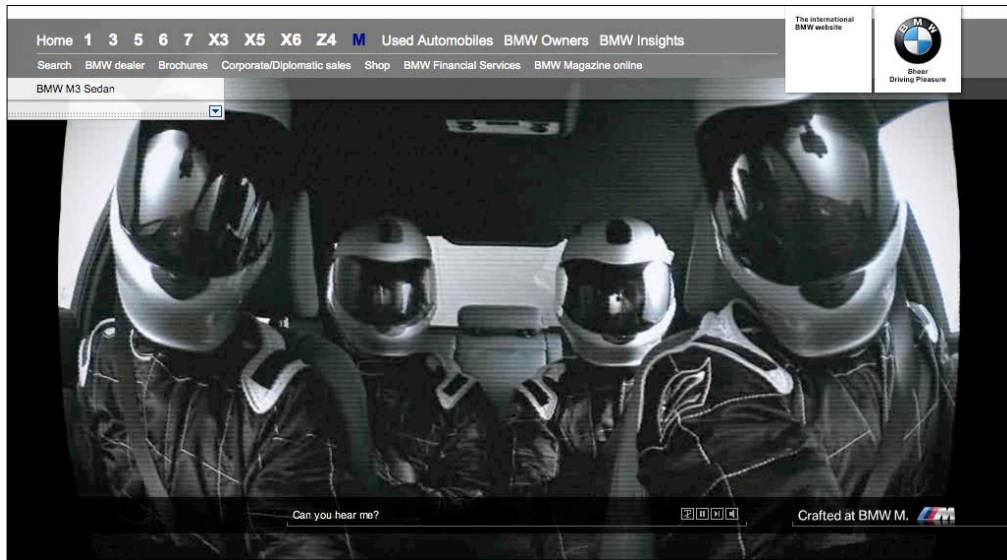 The international
BMW website
Home 1 3 5 6 7 X3 X5 X6 Z4 M Used Automobiles BMW Owners BMW Insights
Search BMW dealer Brochures Corporate/Diplomatic sales Shop BMW Financial Services BMW Magazine online
BMW
Sheer
Driving Pleasure
BMW M3 Sedan
Can you hear me?
Crafted at BMW M.
M